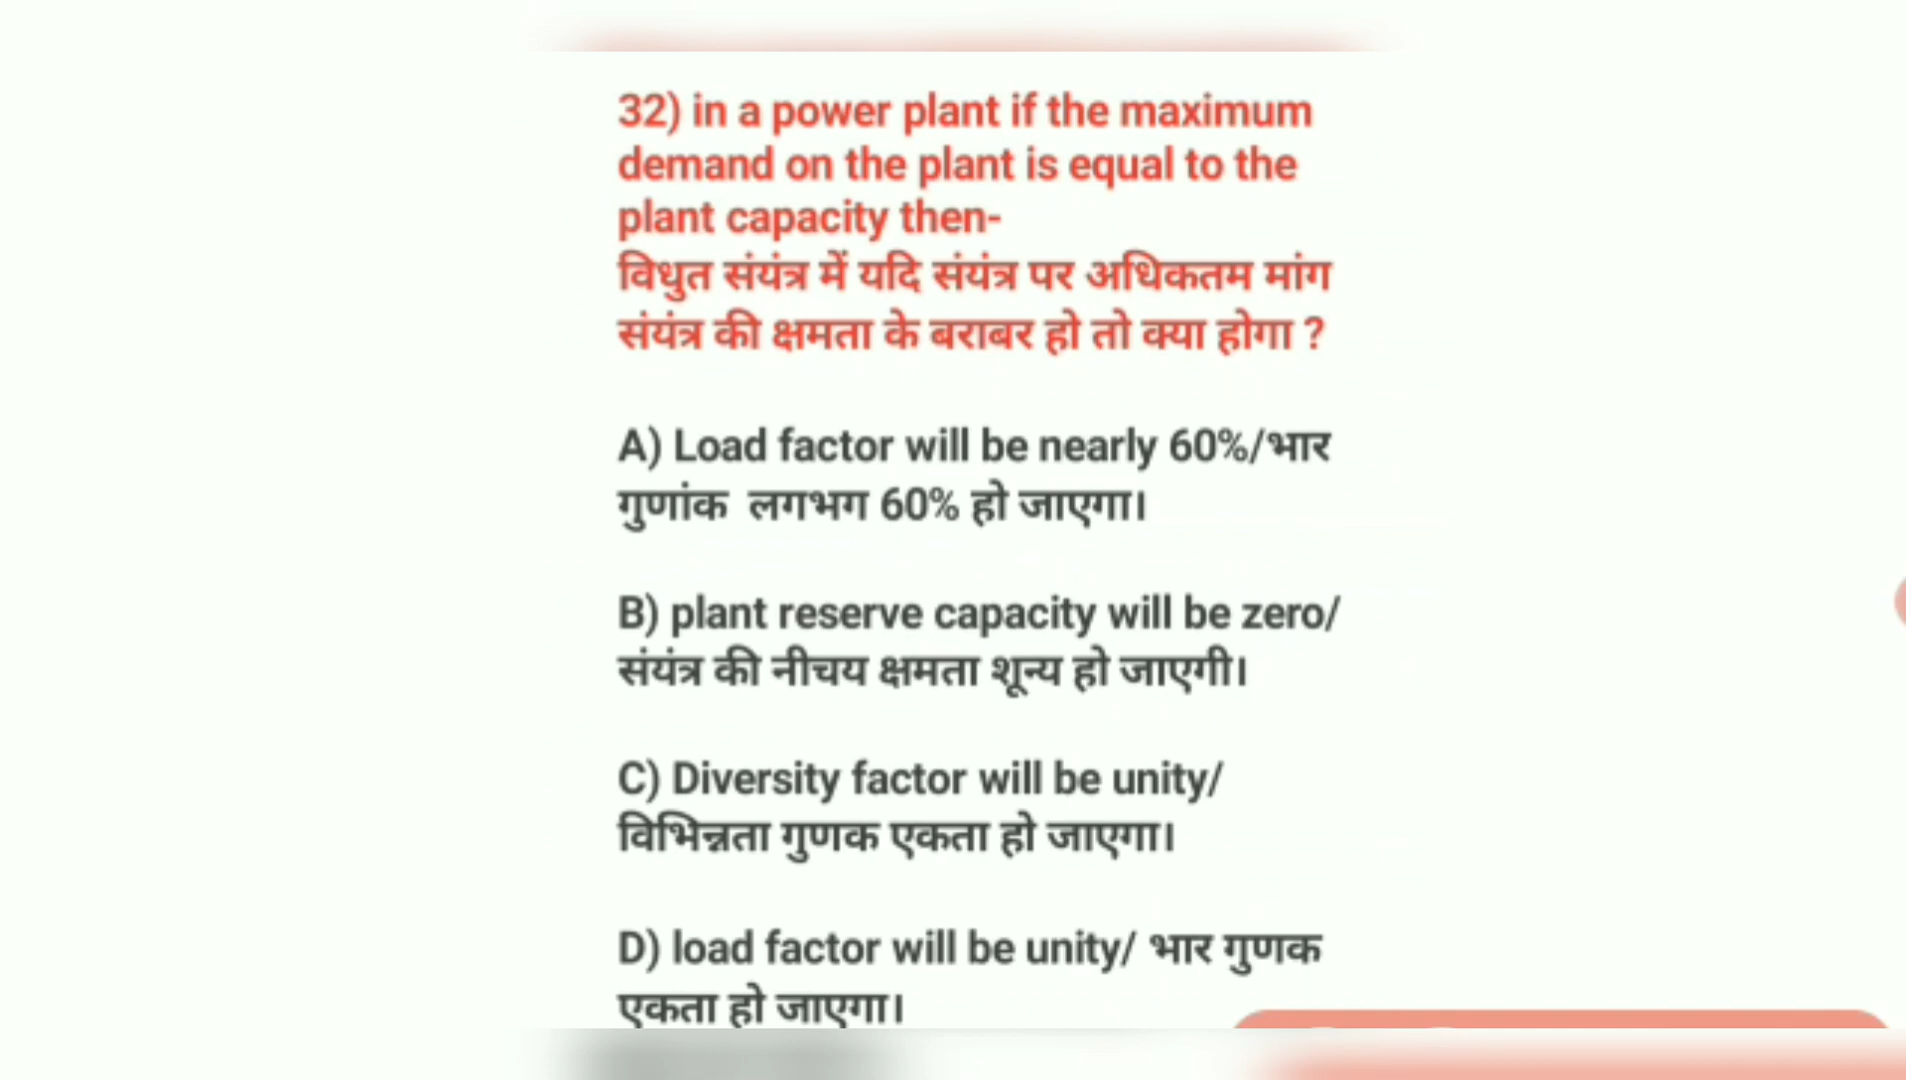 32) in a power plant if the maximum
demand on the plant is equal to the
plant capacity then-
विधुत संयंत्र में यदि संयंत्र पर अधिकतम मांग
संयंत्र की क्षमता के बराबर हो तो क्या होगा ?
A) Load factor will be nearly 60%/भार
गुणांक लगभग 60% हो जाएगा।
B) plant reserve capacity will be zero/
संयंत्र की नीचय क्षमता शून्य हो जाएगी।
C) Diversity factor will be unity/
विभिन्नता गुणक एकता हो जाएगा।
D) load factor will be unity/ भार गुणक
एकता हो जाएगा।